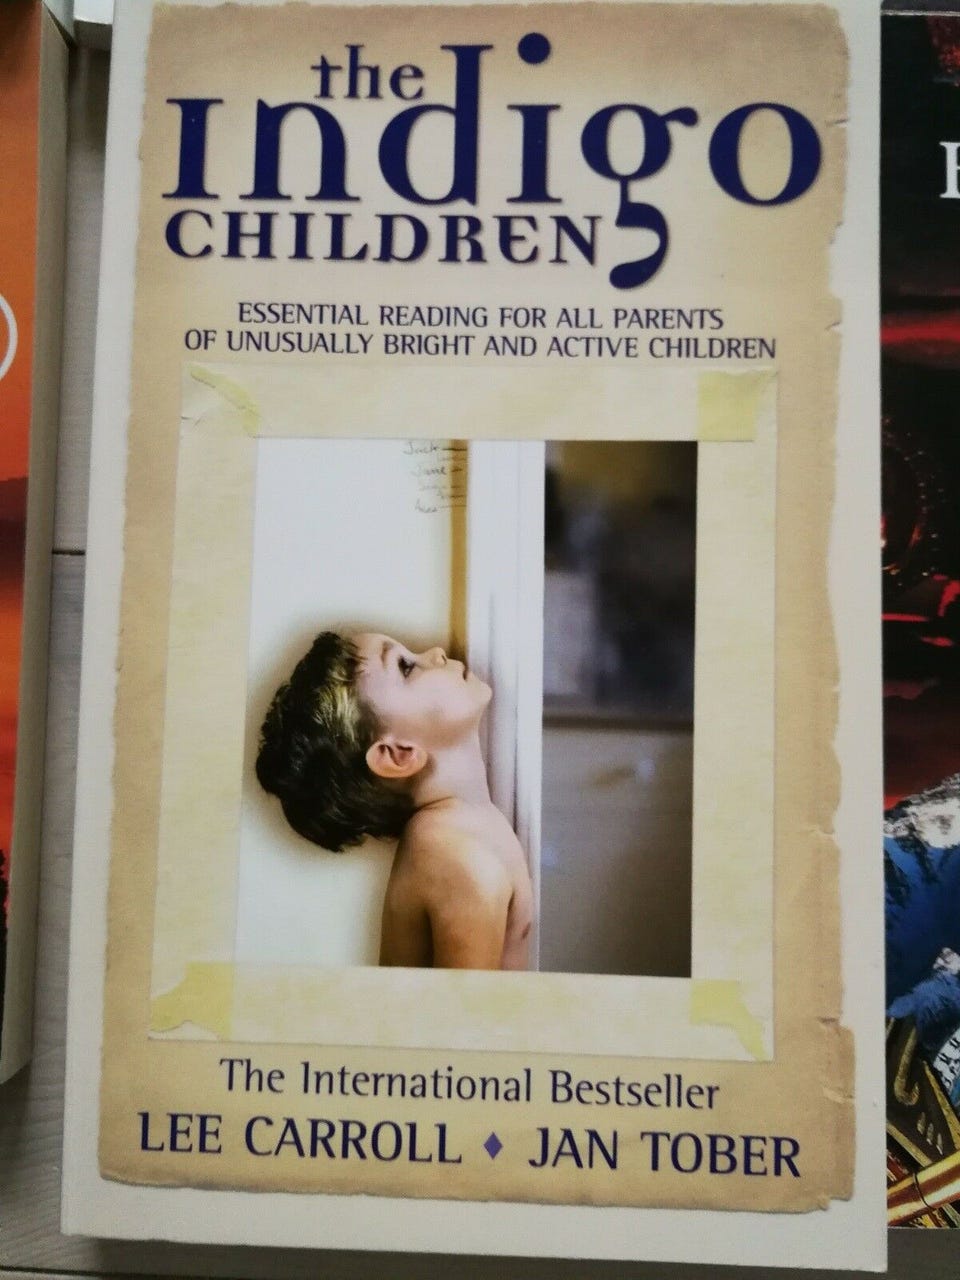 the
Indigo
CHILDREN
ESSENTIAL READING FOR ALL PARENTS
OF UNUSUALLY BRIGHT AND ACTIVE CHILDREN
Jack
The International Bestseller
LEE CARROLL ♦ JAN TOBER